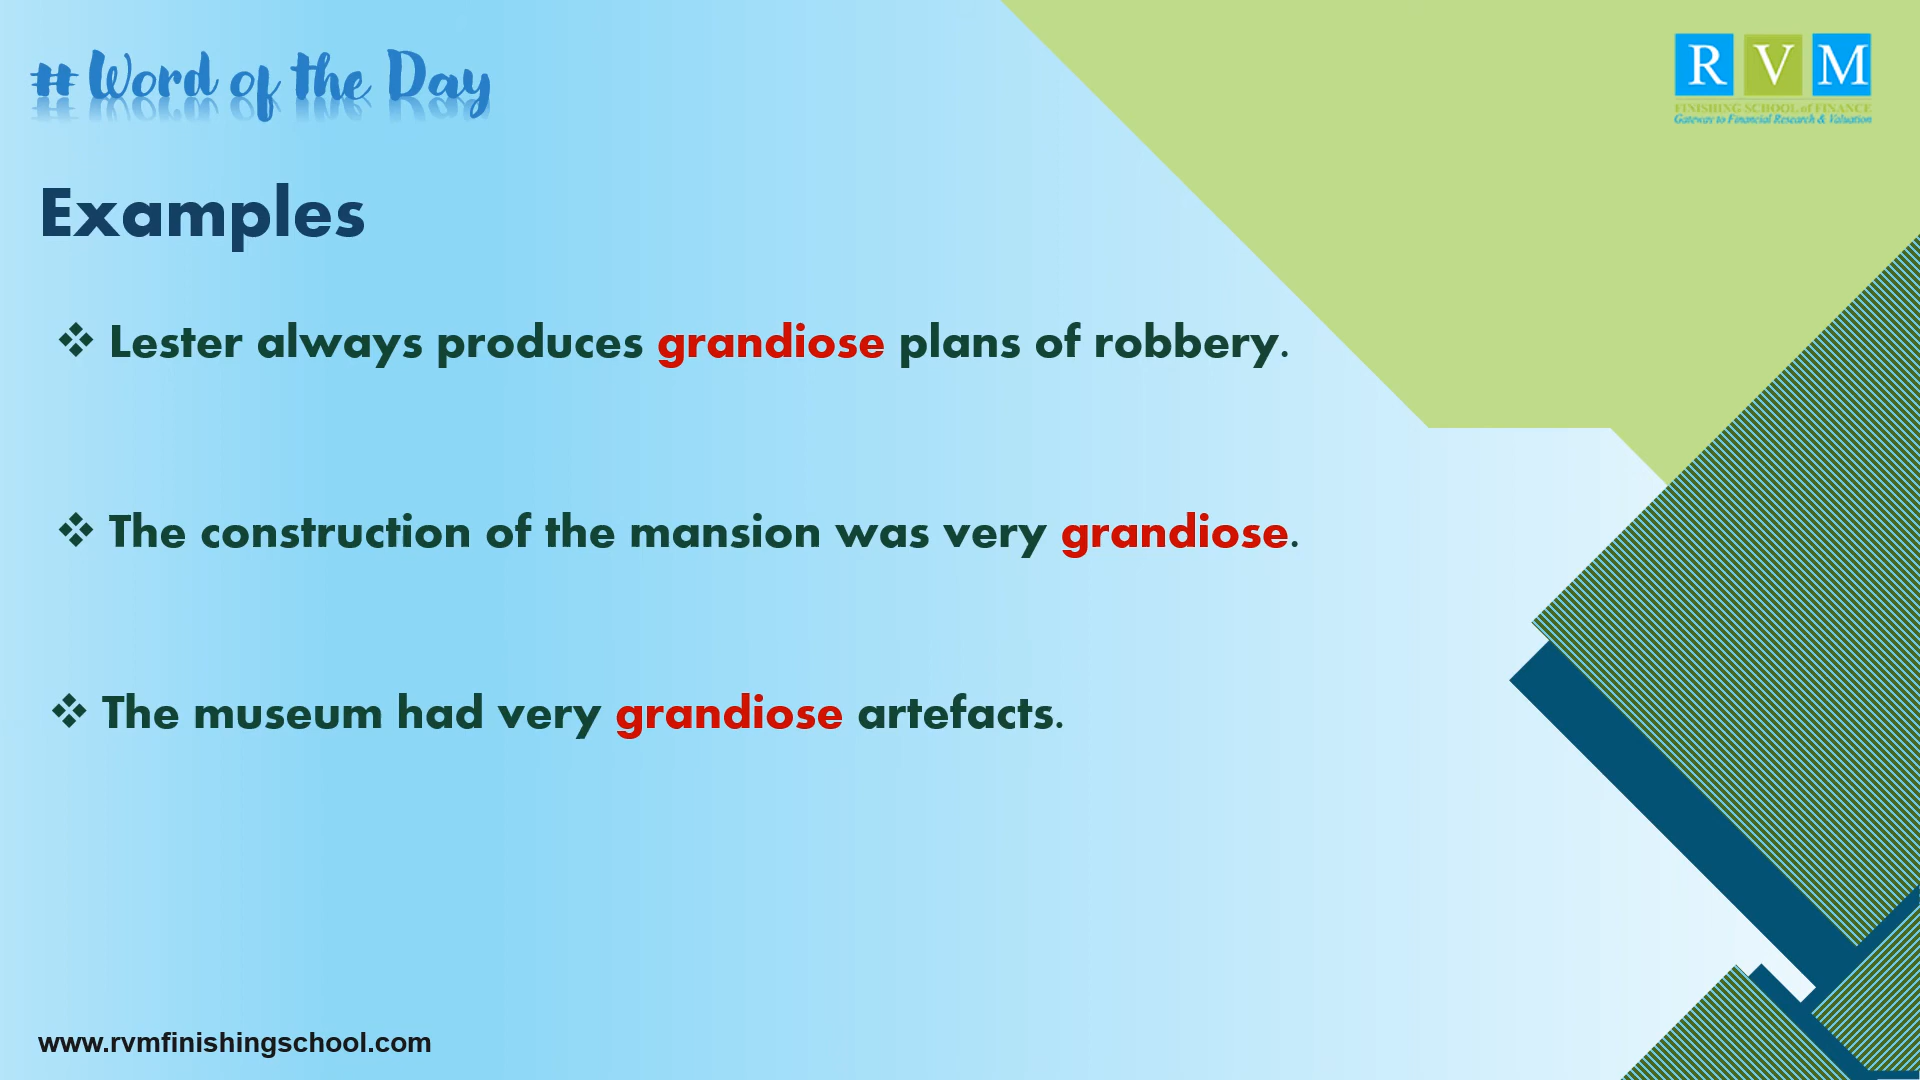 # Word of the Day
R V M
FINISHING SCHOOL of FINANCE
Gateway to Financial Research & Valuation
Examples
❖ Lester always produces grandiose plans of robbery.
❖ The construction of the mansion was very grandiose.
❖ The museum had very grandiose artefacts.
www.rvmfinishingschool.com